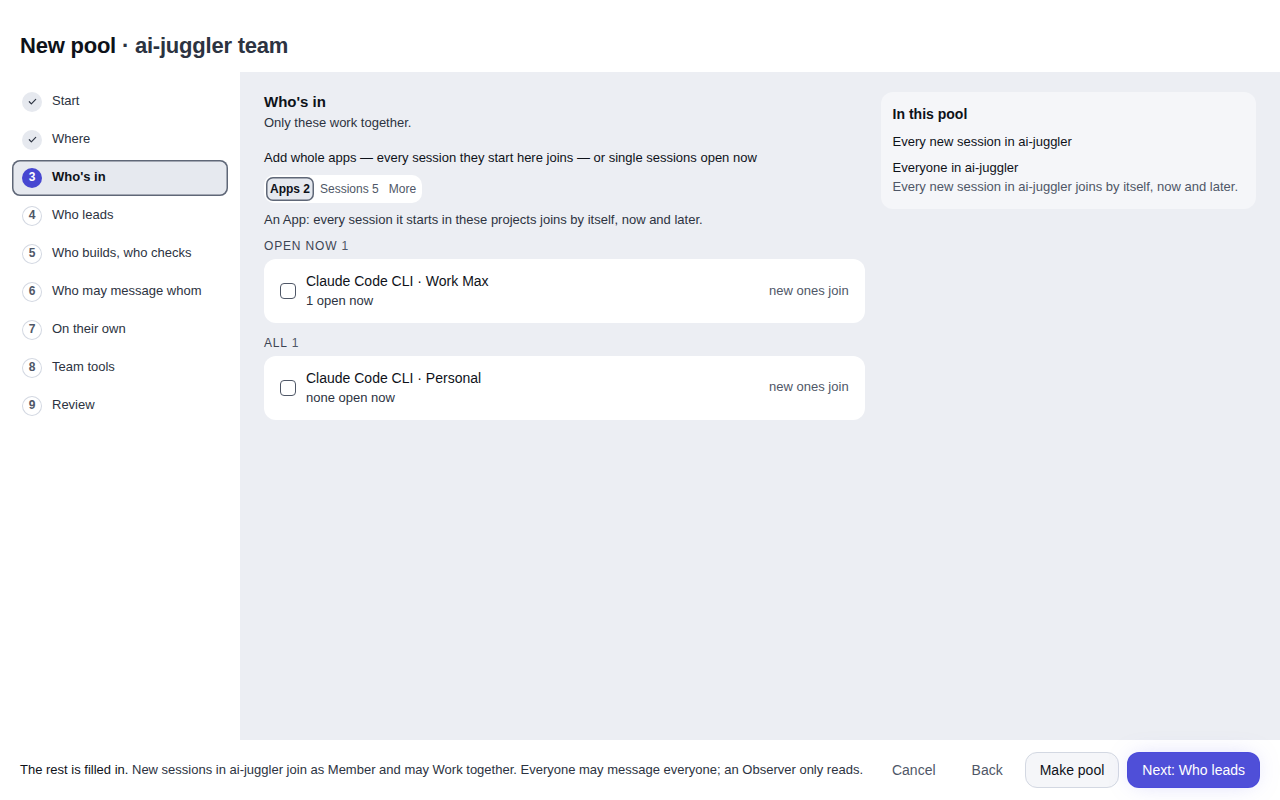 New pool · ai-juggler team
Start
Where
3 Who's in
4 Who leads
5 Who builds, who checks
6 Who may message whom
7 On their own
8 Team tools
9 Review
Who's in
Only these work together.
Add whole apps — every session they start here joins — or single sessions open now
Apps 2 Sessions 5 More
An App: every session it starts in these projects joins by itself, now and later.
OPEN NOW 1
Claude Code CLI · Work Max
1 open now
new ones join
ALL 1
Claude Code CLI · Personal
none open now
new ones join
In this pool
Every new session in ai-juggler
Everyone in ai-juggler
Every new session in ai-juggler joins by itself, now and later.
The rest is filled in. New sessions in ai-juggler join as Member and may Work together. Everyone may message everyone; an Observer only reads.
Cancel
Back
Make pool
Next: Who leads